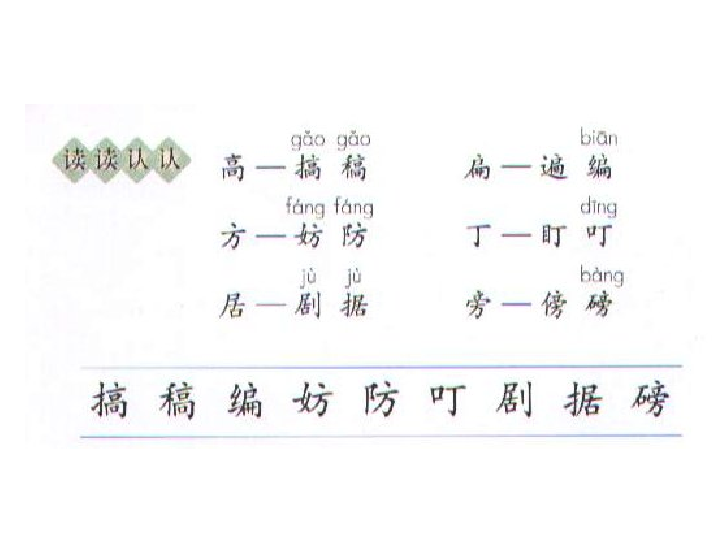 gǎo gǎo biān
读读认认 高—搞 稿 扁—遍 编
fáng fáng dīng
方—妨 防 丁—盯 叮
jù jù bàng
居—剧 据 旁—傍 磅
搞 稿 编 妨 防 叮 剧 据 磅